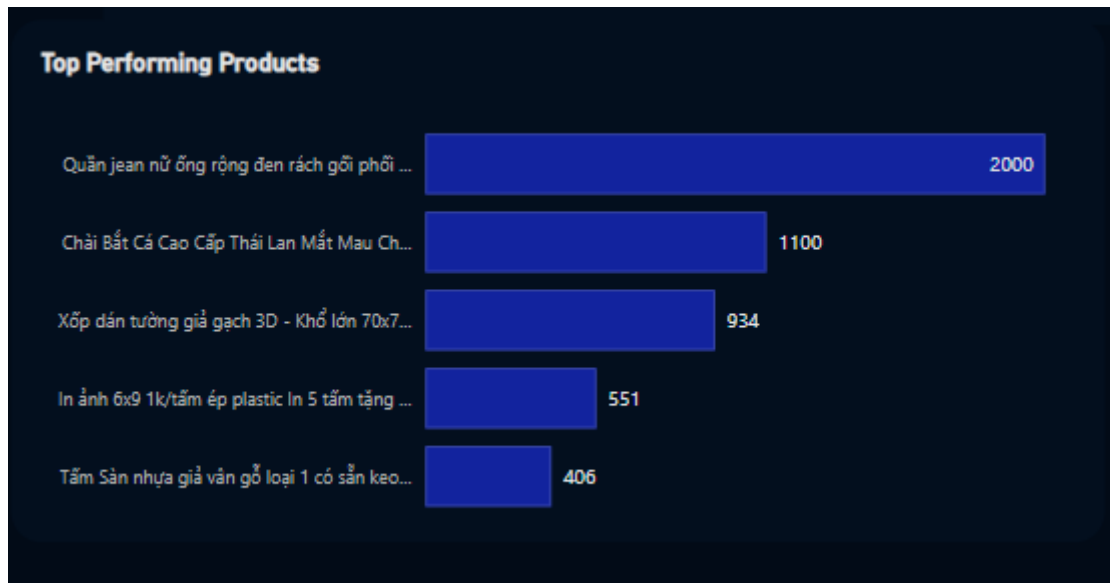 Top Performing Products
Quần jean nữ ống rộng đen rách gối phối ...
2000
Chài Bắt Cá Cao Cấp Thái Lan Mắt Mau Ch...
1100
Xốp dán tường giả gạch 3D - Khổ lớn 70x7...
934
In ảnh 6x9 1k/tấm ép plastic In 5 tấm tặng ...
551
Tấm Sàn nhựa giả vân gỗ loại 1 có sẵn keo...
406